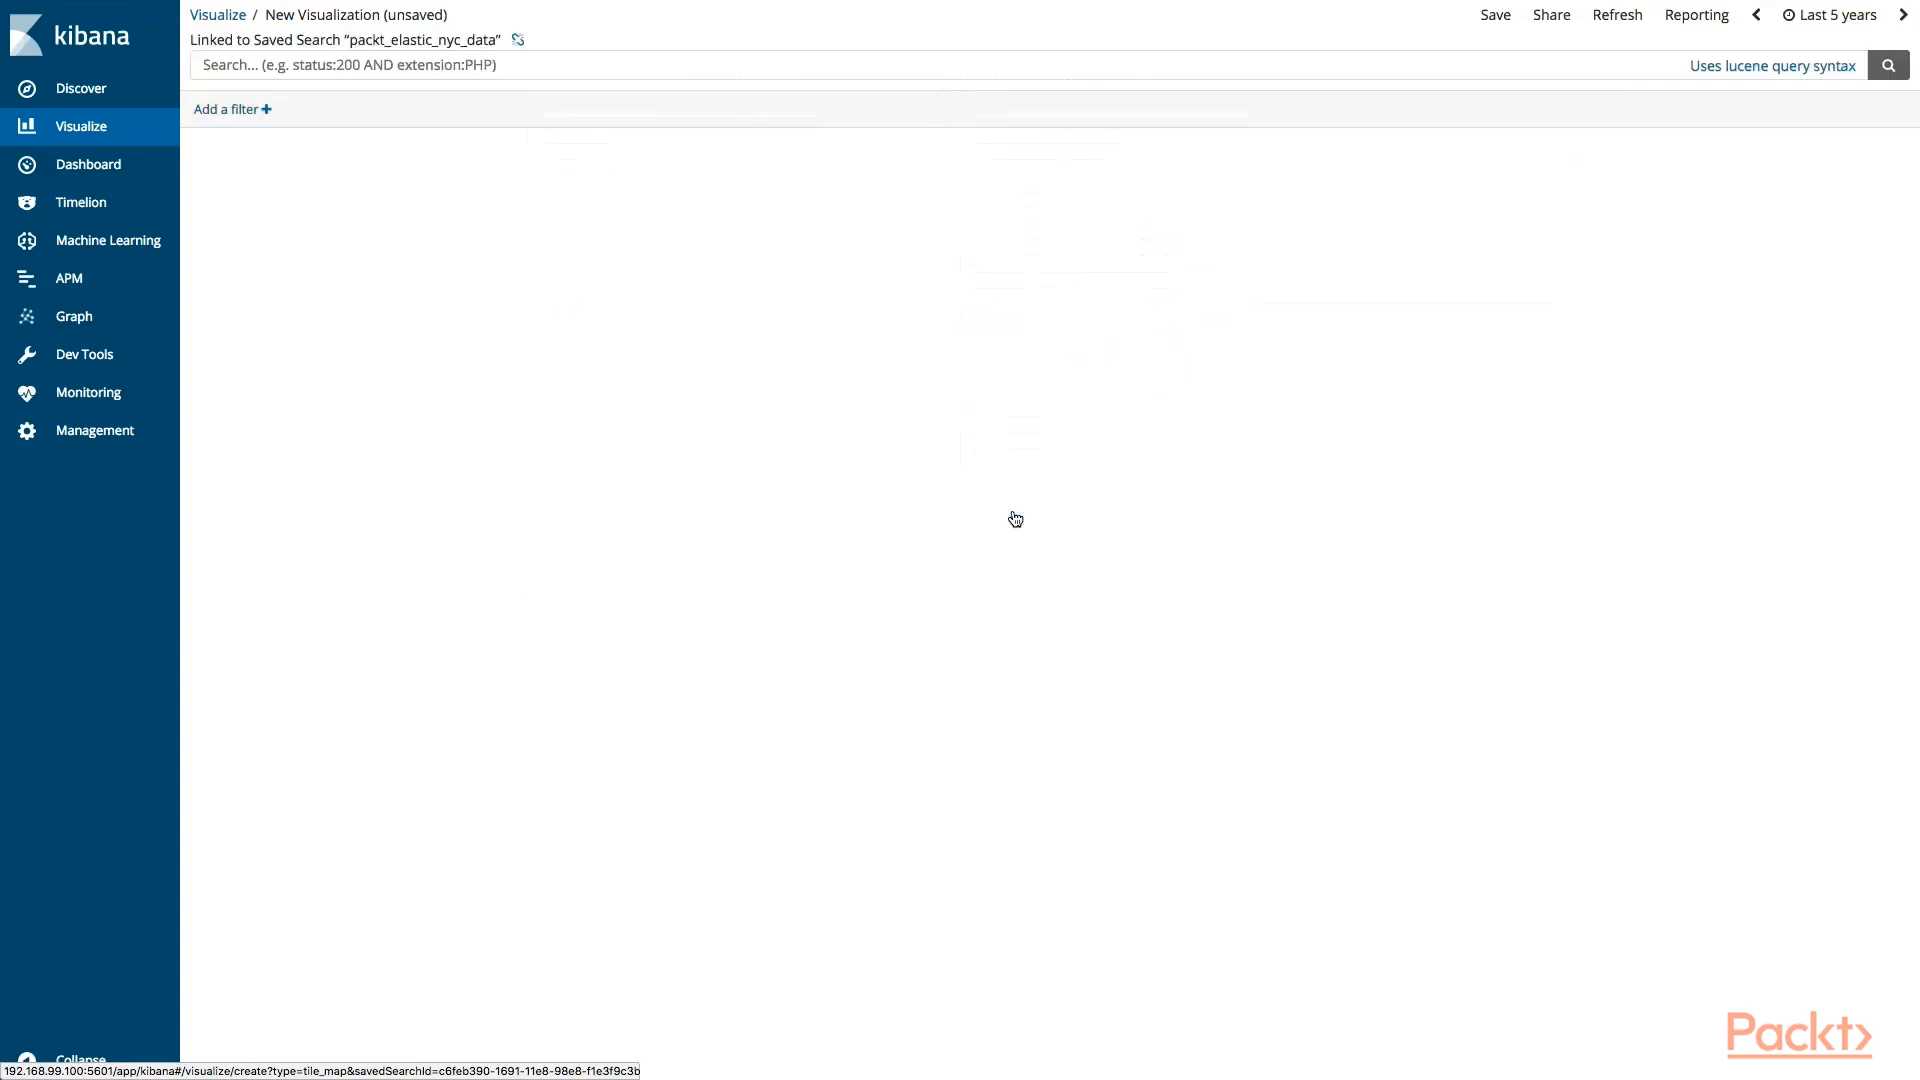 kibana
Discover
Visualize
Dashboard
Timelion
Machine Learning
APM
Graph
Dev Tools
Monitoring
Management
Collapse
Visualize / New Visualization (unsaved)
Save Share Refresh Reporting Last 5 years
Linked to Saved Search “packt_elastic_nyc_data”
Search... (e.g. status:200 AND extension:PHP)
Uses lucene query syntax
Add a filter +
Packt>
192.168.99.100:5601/app/kibana#/visualize/create?type=tile_map&savedSearchId=c6feb390-1691-11e8-98e8-f1e3f9c3b